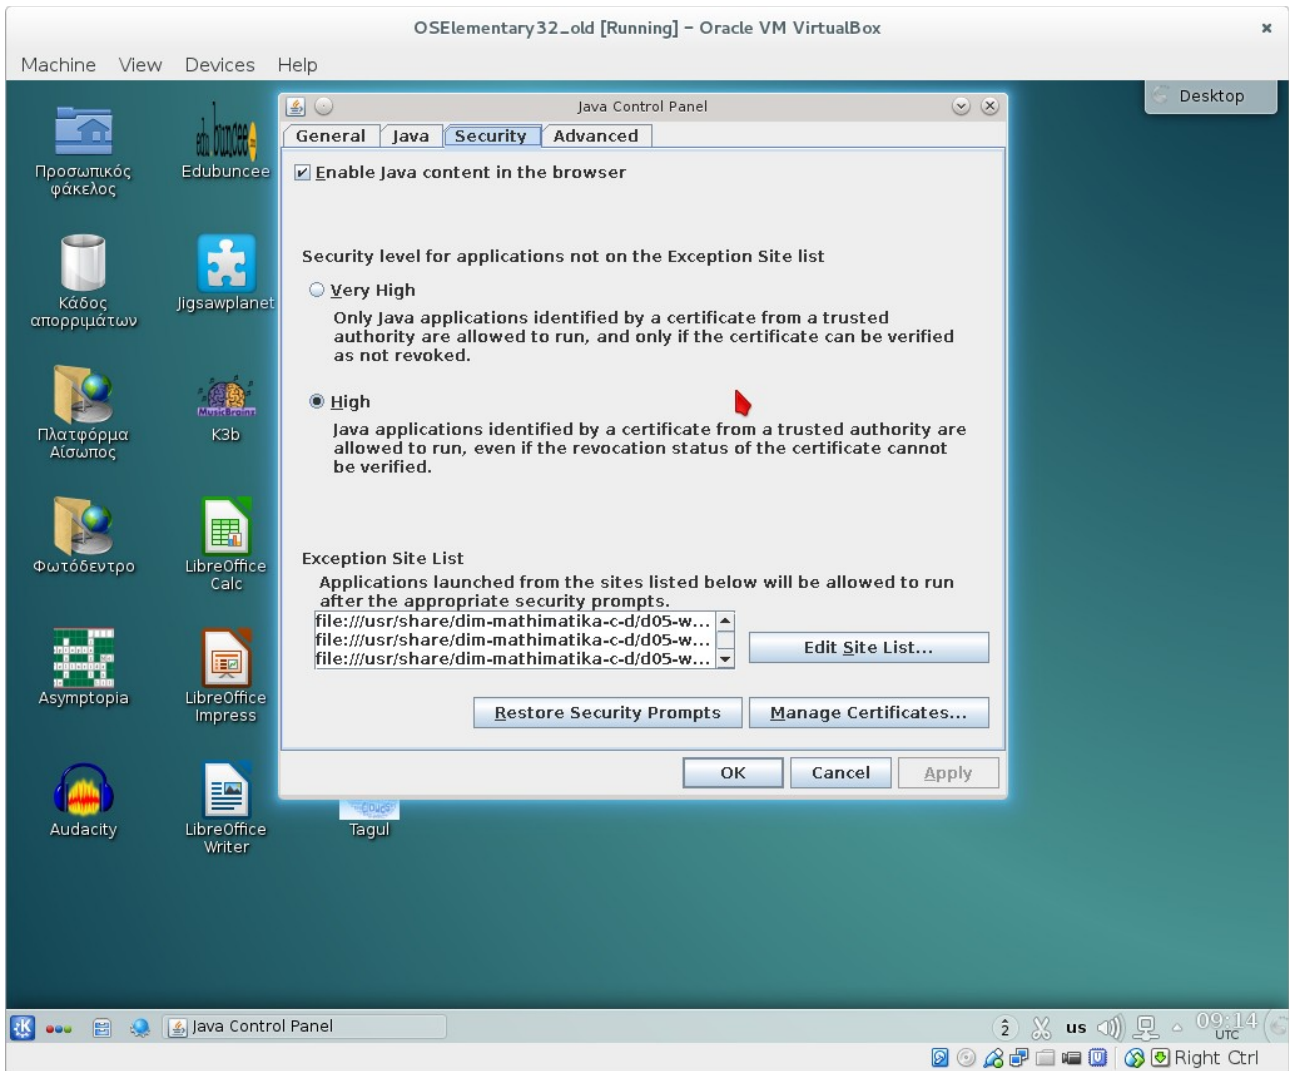 OSElementary32_old [Running] - Oracle VM VirtualBox
Machine View Devices Help
Desktop
Java Control Panel
General Java Security Advanced
Enable Java content in the browser
Security level for applications not on the Exception Site list
Very High
Only Java applications identified by a certificate from a trusted
authority are allowed to run, and only if the certificate can be verified
as not revoked.
High
Java applications identified by a certificate from a trusted authority are
allowed to run, even if the revocation status of the certificate cannot
be verified.
Exception Site List
Applications launched from the sites listed below will be allowed to run
after the appropriate security prompts.
file:///usr/share/dim-mathimatika-c-d/d05-w...
file:///usr/share/dim-mathimatika-c-d/d05-w...
file:///usr/share/dim-mathimatika-c-d/d05-w...
Edit Site List...
Restore Security Prompts
Manage Certificates...
OK
Cancel
Apply
Προσωπικός
φάκελος
edu buncee
Edubuncee
Κάδος
απορριμάτων
Jigsawplanet
Πλατφόρμα
Αίσωπος
MusicBrainz
K3b
Φωτόδεντρο
LibreOffice
Calc
Asymptopia
LibreOffice
Impress
Audacity
LibreOffice
Writer
Tagul
Java Control Panel
2
us
09:14
UTC
Right Ctrl